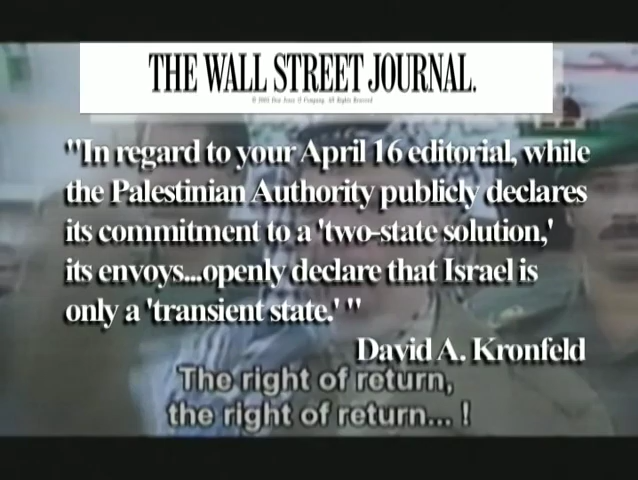 THE WALL STREET JOURNAL.
"In regard to your April 16 editorial, while
the Palestinian Authority publicly declares
its commitment to a 'two-state solution,'
its envoys...openly declare that Israel is
only a 'transient state.' "
David A. Kronfeld
The right of return,
the right of return... !